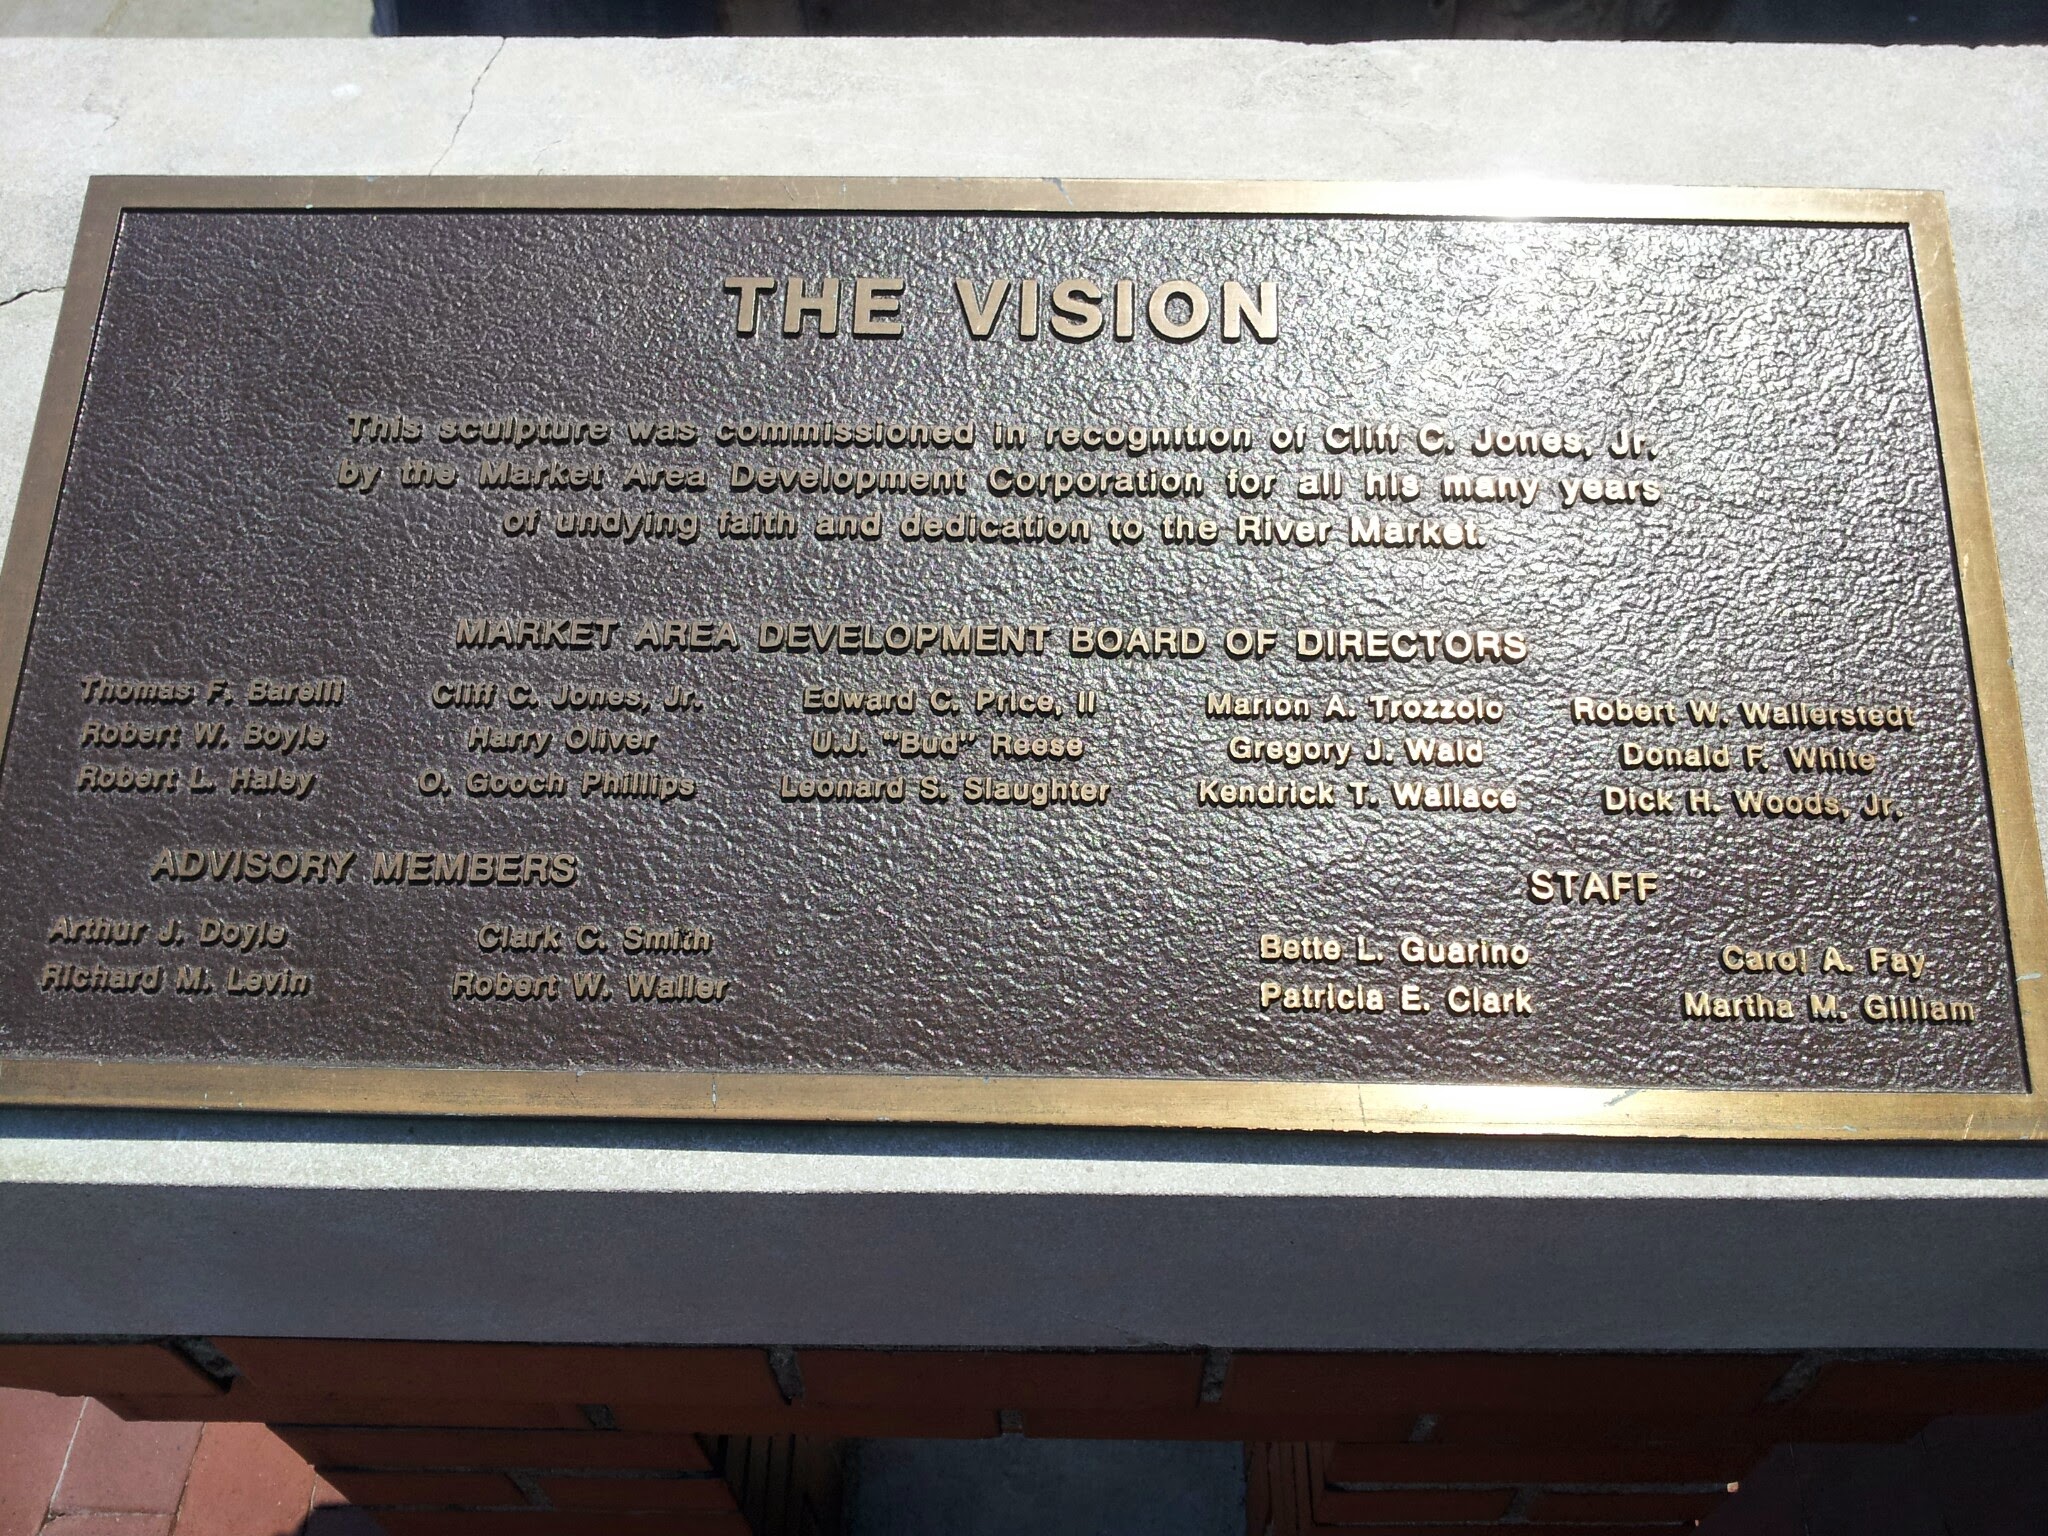 THE VISION
This sculpture was commissioned in recognition of Cliff C. Jones, Jr.
by the Market Area Development Corporation for all his many years
of undying faith and dedication to the River Market.
MARKET AREA DEVELOPMENT BOARD OF DIRECTORS
Thomas F. Barelli Cliff C. Jones, Jr. Edward C. Price, II Marion A. Trozzolo Robert W. Wallerstedt
Robert W. Boyle Harry Oliver U.J. "Bud" Reese Gregory J. Wald Donald F. White
Robert L. Haley O. Gooch Phillips Leonard S. Slaughter Kendrick T. Wallace Dick H. Woods, Jr.
ADVISORY MEMBERS
Arthur J. Doyle Clark C. Smith
Richard M. Levin Robert W. Waller
STAFF
Bette L. Guarino Carol A. Fay
Patricia E. Clark Martha M. Gilliam